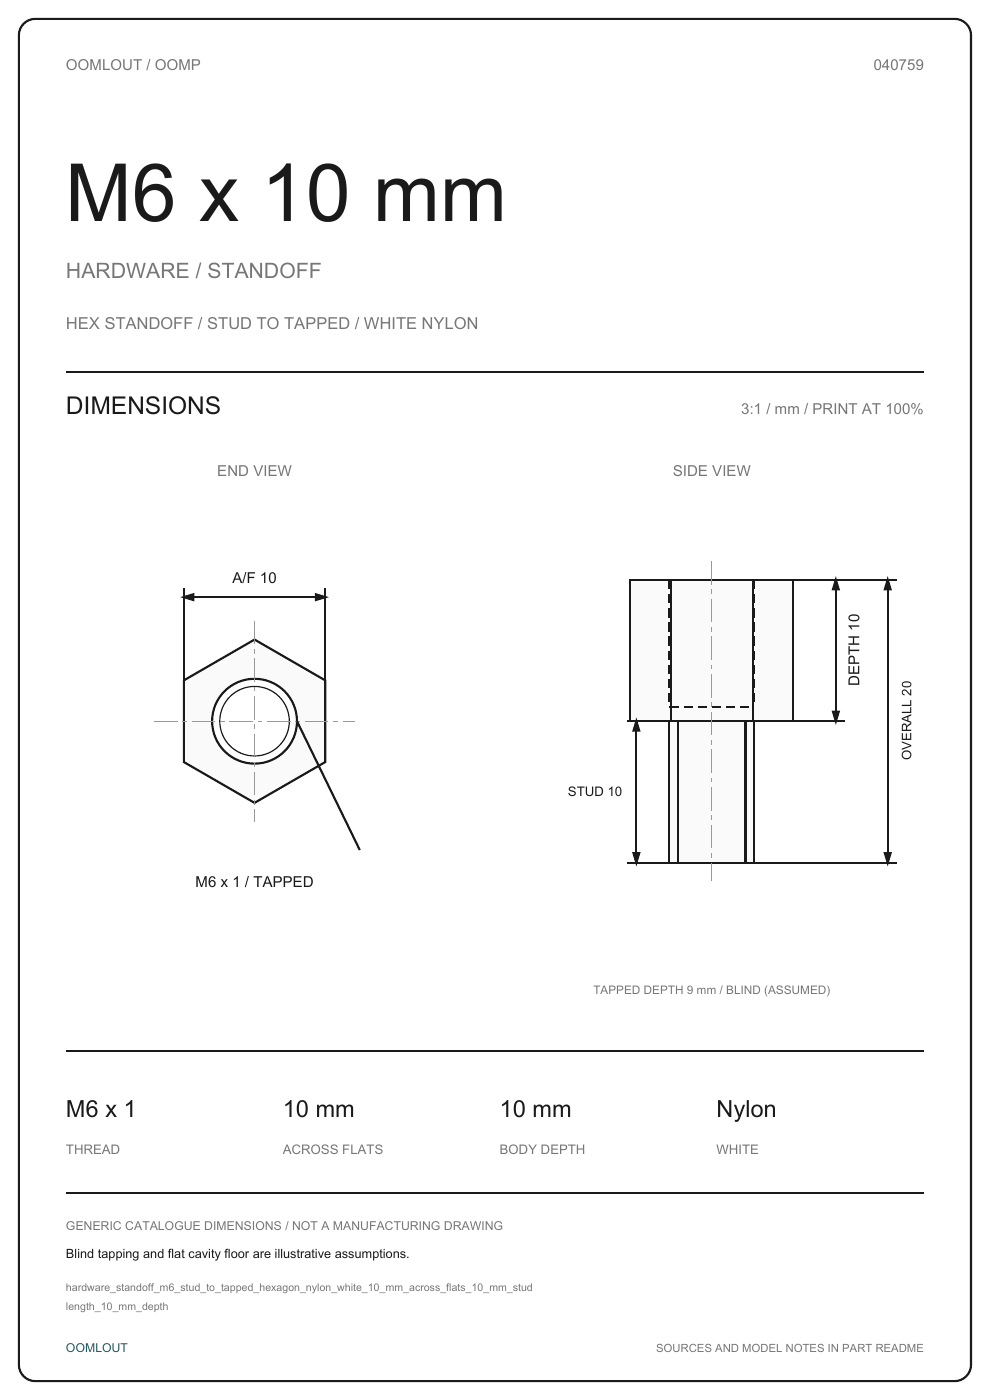 OOMLOUT / OOMP
040759
M6 x 10 mm
HARDWARE / STANDOFF
HEX STANDOFF / STUD TO TAPPED / WHITE NYLON
DIMENSIONS
3:1 / mm / PRINT AT 100%
END VIEW
SIDE VIEW
A/F 10
DEPTH 10
OVERALL 20
STUD 10
M6 x 1 / TAPPED
TAPPED DEPTH 9 mm / BLIND (ASSUMED)
M6 x 1
10 mm
10 mm
Nylon
THREAD
ACROSS FLATS
BODY DEPTH
WHITE
GENERIC CATALOGUE DIMENSIONS / NOT A MANUFACTURING DRAWING
Blind tapping and flat cavity floor are illustrative assumptions.
hardware_standoff_m6_stud_to_tapped_hexagon_nylon_white_10_mm_across_flats_10_mm_stud
length_10_mm_depth
OOMLOUT
SOURCES AND MODEL NOTES IN PART README